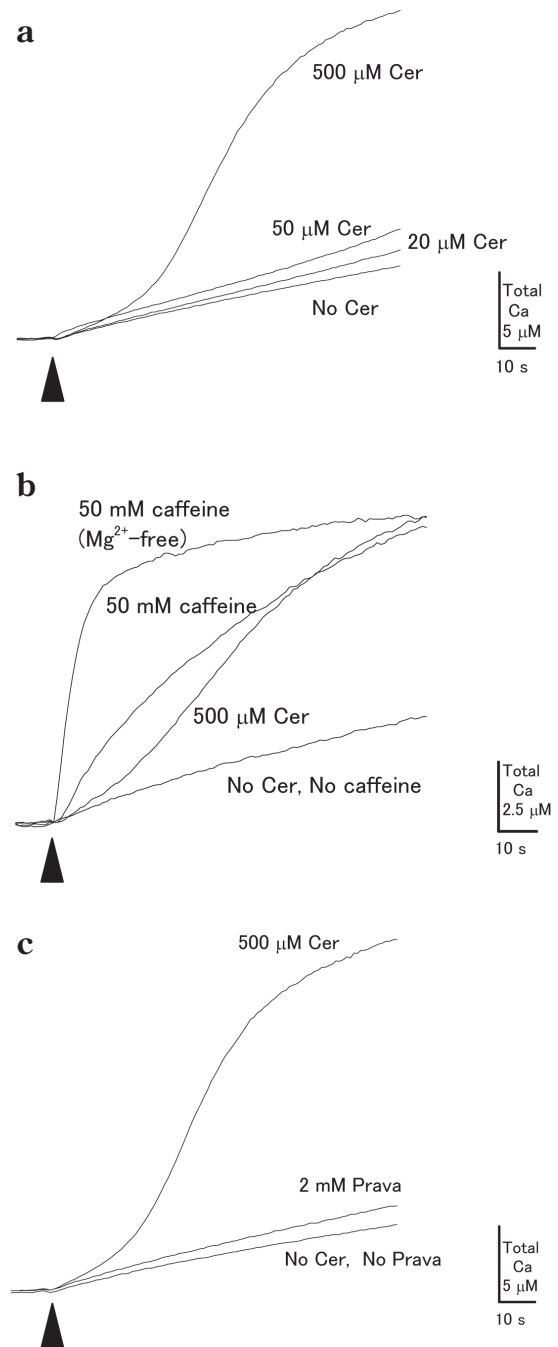 a
500 μM Cer
50 μM Cer
20 μM Cer
No Cer
Total
Ca
5 μM
10 s
b
50 mM caffeine
(Mg²⁺-free)
50 mM caffeine
500 μM Cer
No Cer, No caffeine
Total
Ca
2.5 μM
10 s
c
500 μM Cer
2 mM Prava
No Cer, No Prava
Total
Ca
5 μM
10 s